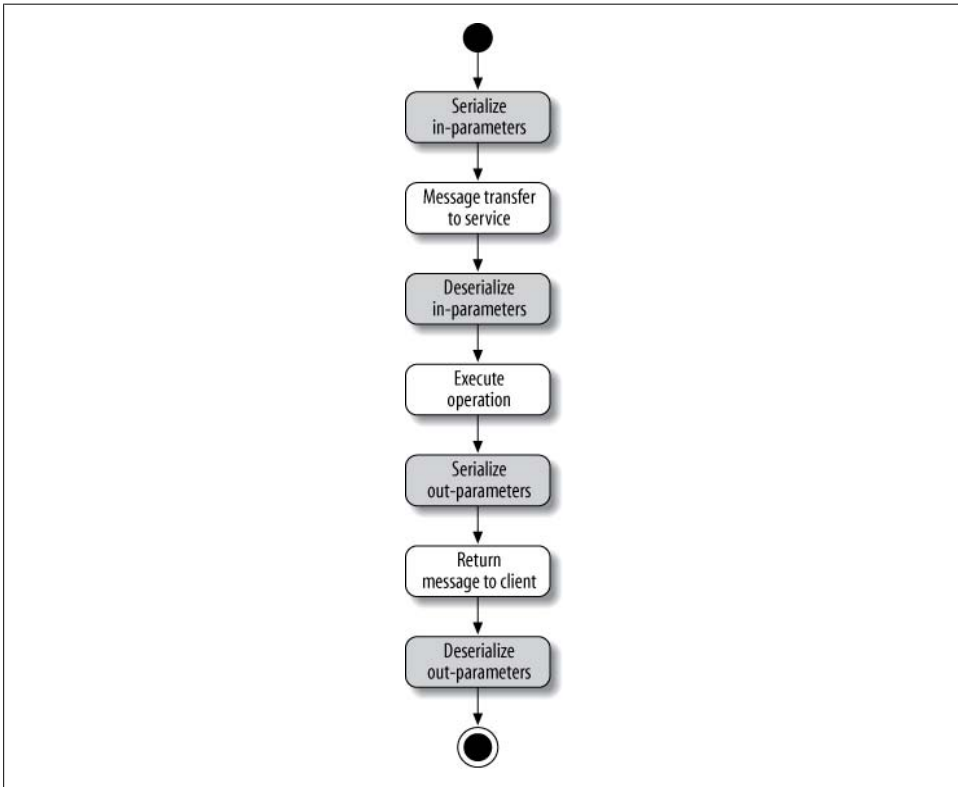 Serialize
in-parameters
Message transfer
to service
Deserialize
in-parameters
Execute
operation
Serialize
out-parameters
Return
message to client
Deserialize
out-parameters